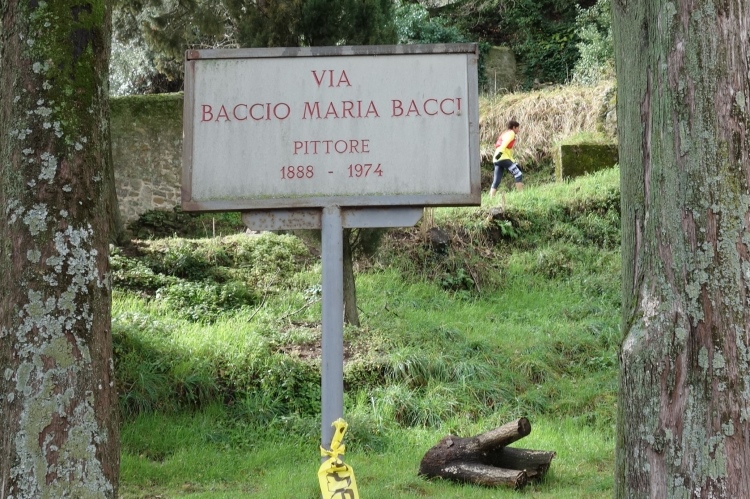 VIA
BACCIO MARIA BACCI
PITTORE
1888 - 1974